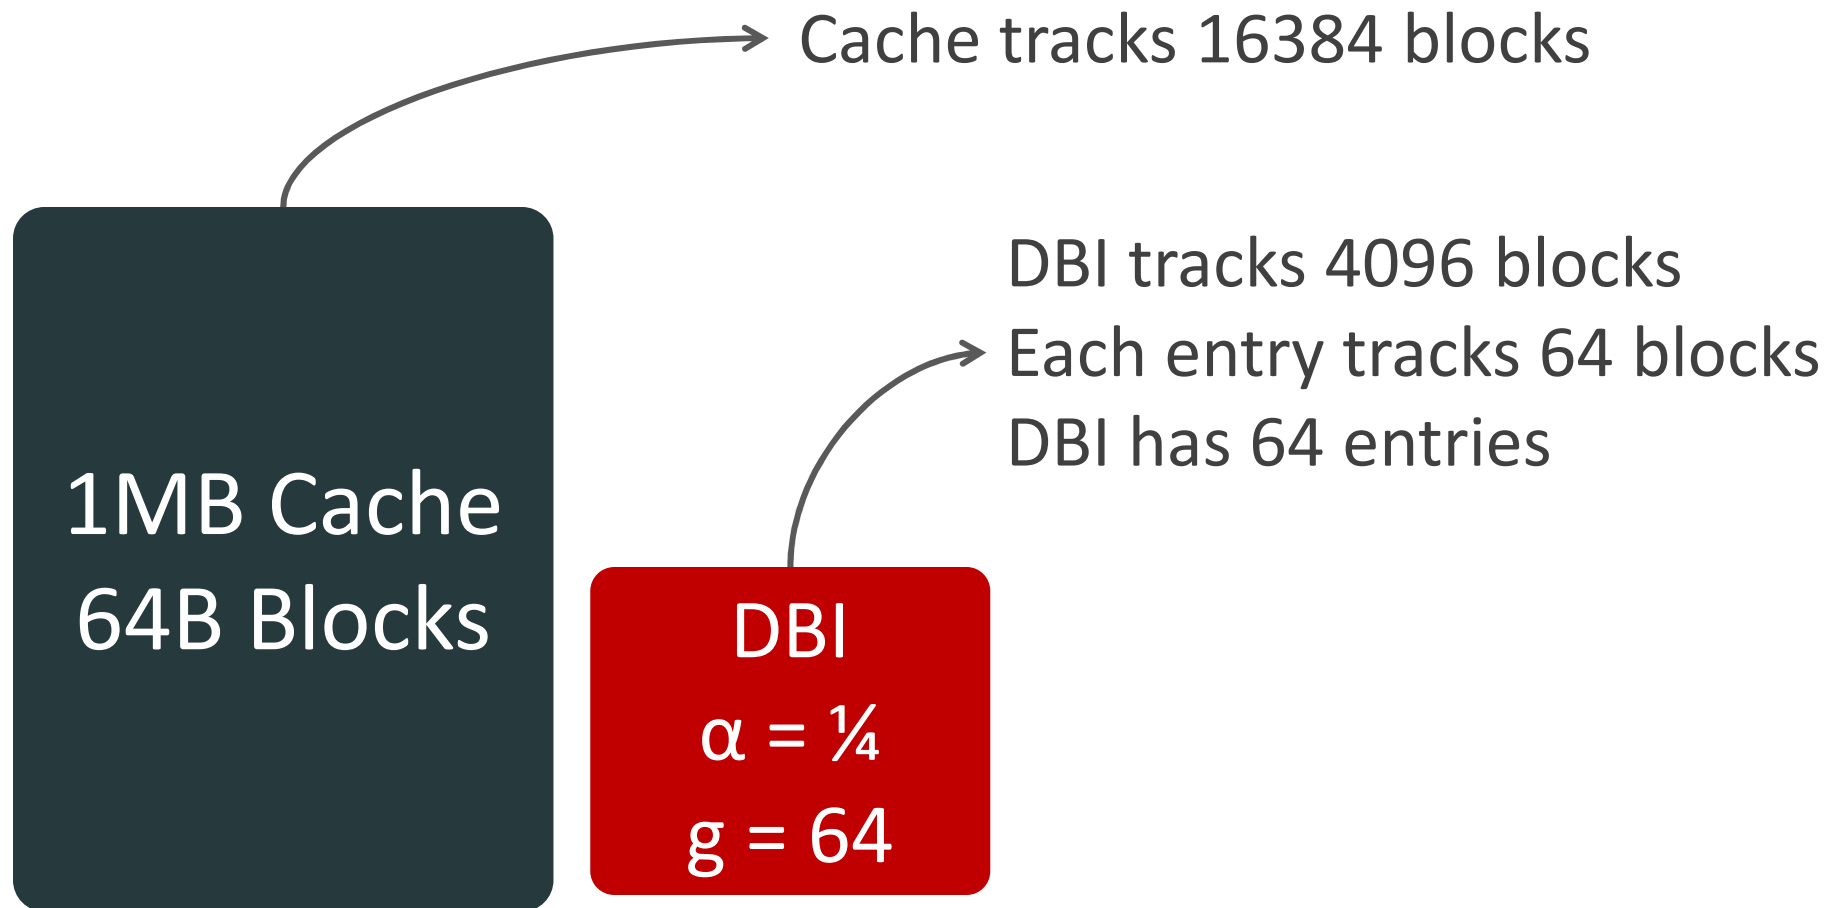 Cache tracks 16384 blocks
DBI tracks 4096 blocks
Each entry tracks 64 blocks
DBI has 64 entries
1MB Cache
64B Blocks
DBI
α = ¼
g = 64